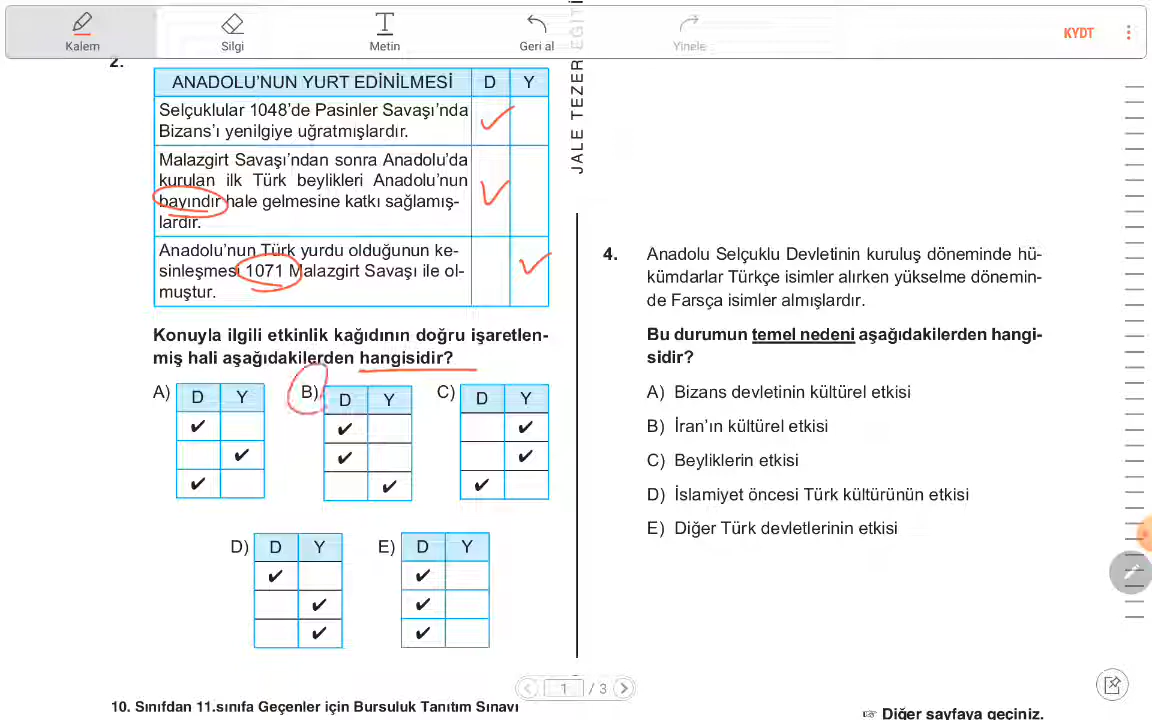 Kalem
Silgi
Metin
Geri al
Yinele
KYDT
2.
ANADOLU'NUN YURT EDİNİLMESİ D Y
Selçuklular 1048'de Pasinler Savaşı'nda
Bizans'ı yenilgiye uğratmışlardır.
Malazgirt Savaşı'ndan sonra Anadolu'da
kurulan ilk Türk beylikleri Anadolu'nun
bayındır hale gelmesine katkı sağlamış-
lardır.
Anadolu'nun Türk yurdu olduğunun ke-
sinleşmesi 1071 Malazgirt Savaşı ile ol-
muştur.
Konuyla ilgili etkinlik kağıdının doğru işaretlen-
miş hali aşağıdakilerden hangisidir?
A) D Y
B) D Y
C) D Y
D) D Y
E) D Y
JALE TEZER EĞİTİ
4. Anadolu Selçuklu Devletinin kuruluş döneminde hü-
kümdarlar Türkçe isimler alırken yükselme dönemin-
de Farsça isimler almışlardır.
Bu durumun temel nedeni aşağıdakilerden hangi-
sidir?
A) Bizans devletinin kültürel etkisi
B) İran'ın kültürel etkisi
C) Beyliklerin etkisi
D) İslamiyet öncesi Türk kültürünün etkisi
E) Diğer Türk devletlerinin etkisi
1 / 3
10. Sınıfdan 11.sınıfa Geçenler için Bursuluk Tanıtım Sınavı
Diğer sayfaya geçiniz.